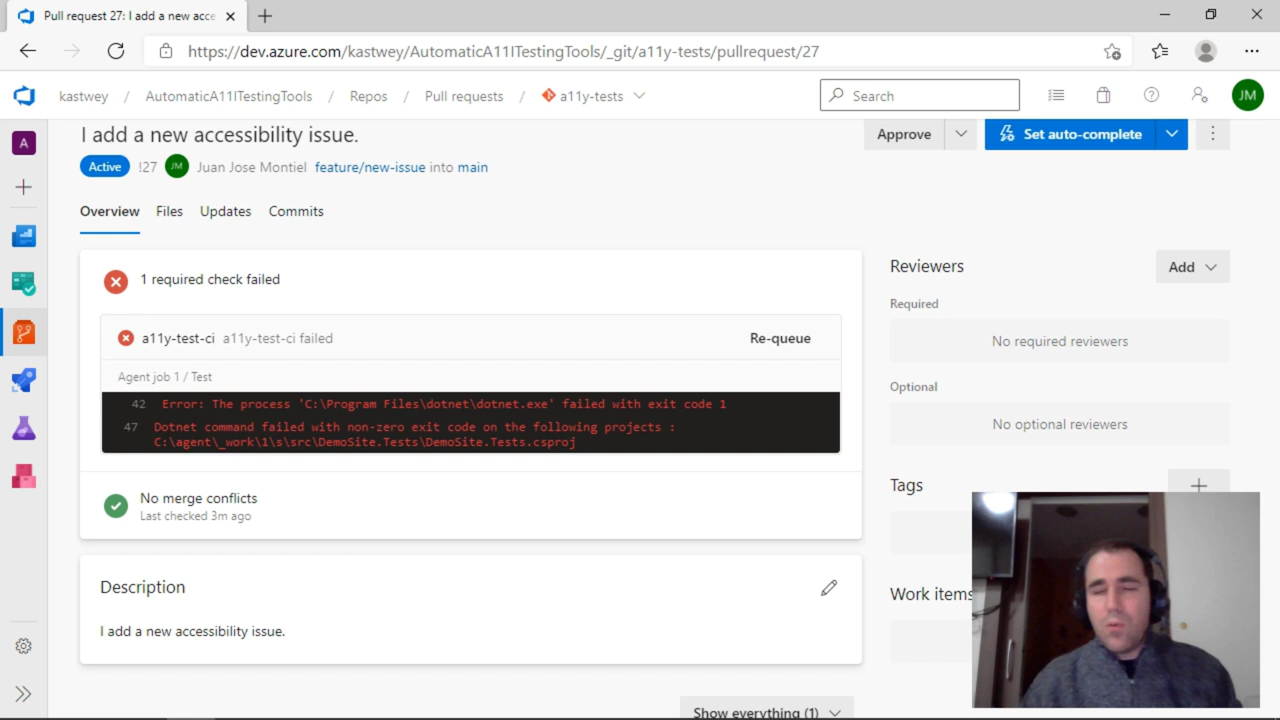 Pull request 27: I add a new acce
https://dev.azure.com/kastwey/AutomaticA11ITestingTools/_git/a11y-tests/pullrequest/27
kastwey / AutomaticA11ITestingTools / Repos / Pull requests / a11y-tests
Search
JM
A
I add a new accessibility issue.
Approve
Set auto-complete
Active !27 JM Juan Jose Montiel feature/new-issue into main
Overview Files Updates Commits
1 required check failed
a11y-test-ci a11y-test-ci failed
Re-queue
Agent job 1 / Test
42 Error: The process 'C:\Program Files\dotnet\dotnet.exe' failed with exit code 1
47 Dotnet command failed with non-zero exit code on the following projects :
C:\agent\_work\1\s\src\DemoSite.Tests\DemoSite.Tests.csproj
No merge conflicts
Last checked 3m ago
Description
I add a new accessibility issue.
Show everything (1)
Reviewers
Add
Required
No required reviewers
Optional
No optional reviewers
Tags
Work items